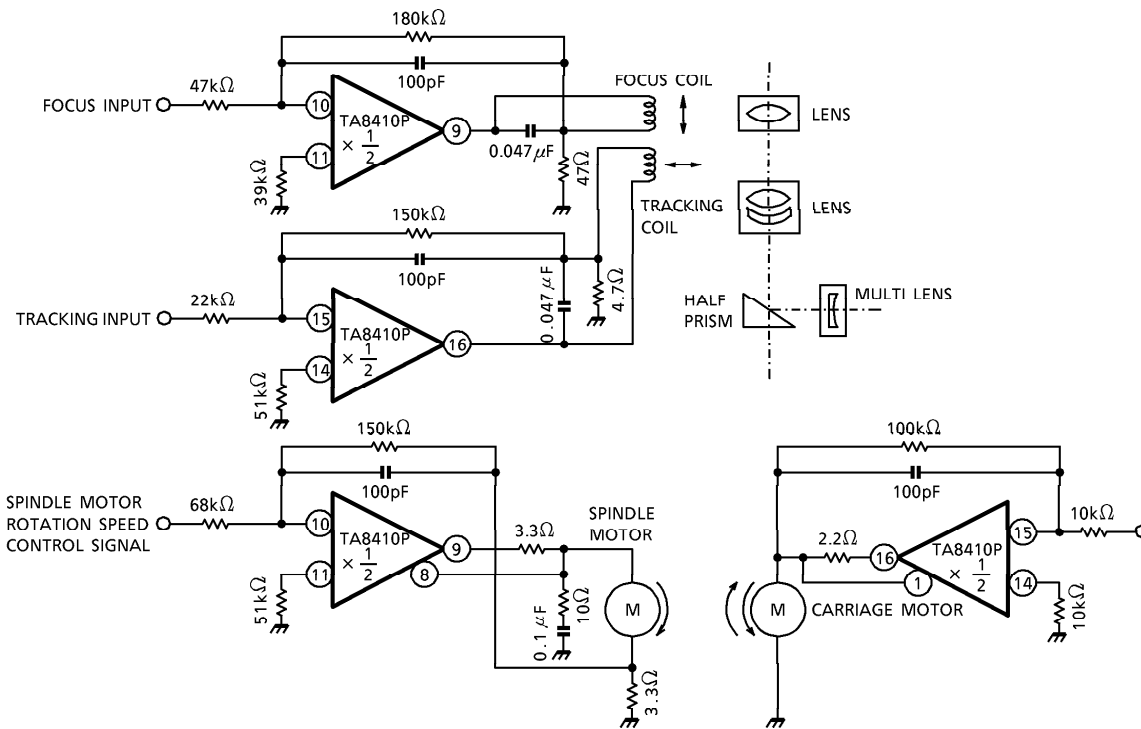 180kΩ
100pF
47kΩ
FOCUS INPUT
10
TA8410P
× 1/2
9
11
39kΩ
0.047μF
47Ω
FOCUS COIL
TRACKING
COIL
LENS
LENS
HALF
PRISM
MULTI LENS
150kΩ
100pF
22kΩ
TRACKING INPUT
15
TA8410P
× 1/2
16
14
51kΩ
0.047μF
4.7Ω
150kΩ
100pF
68kΩ
SPINDLE MOTOR
ROTATION SPEED
CONTROL SIGNAL
10
TA8410P
× 1/2
9
8
11
51kΩ
3.3Ω
10Ω
0.1μF
SPINDLE
MOTOR
M
3.3Ω
100kΩ
100pF
10kΩ
15
TA8410P
× 1/2
16
1
14
2.2Ω
10kΩ
M
CARRIAGE MOTOR